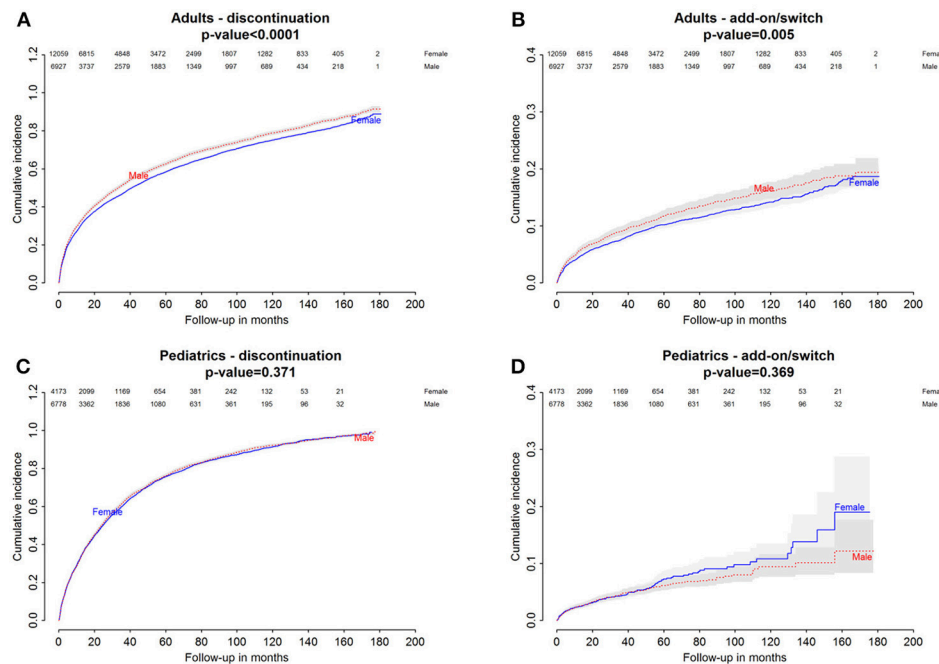 A
Adults - discontinuation
p-value<0.0001
12059 6815 4848 3472 2499 1807 1282 833 405 2 Female
6927 3737 2579 1883 1349 997 689 434 218 1 Male
Cumulative incidence
0.0 0.2 0.4 0.6 0.8 1.0 1.2
Female
Male
0 20 40 60 80 100 120 140 160 180 200
Follow-up in months
B
Adults - add-on/switch
p-value=0.005
12059 6815 4848 3472 2499 1807 1282 833 405 2 Fema
6927 3737 2579 1883 1349 997 689 434 218 1 Male
Cumulative incidence
0.0 0.1 0.2 0.3 0.4
Male
Female
0 20 40 60 80 100 120 140 160 180 200
Follow-up in months
C
Pediatrics - discontinuation
p-value=0.371
4173 2099 1169 654 381 242 132 53 21 Female
6778 3362 1836 1080 631 361 195 96 32 Male
Cumulative incidence
0.0 0.2 0.4 0.6 0.8 1.0 1.2
Male
Female
0 20 40 60 80 100 120 140 160 180 200
Follow-up in months
D
Pediatrics - add-on/switch
p-value=0.369
4173 2099 1169 654 381 242 132 53 21 Fema
6778 3362 1836 1080 631 361 195 96 32 Male
Cumulative incidence
0.0 0.1 0.2 0.3 0.4
Female
Male
0 20 40 60 80 100 120 140 160 180 200
Follow-up in months